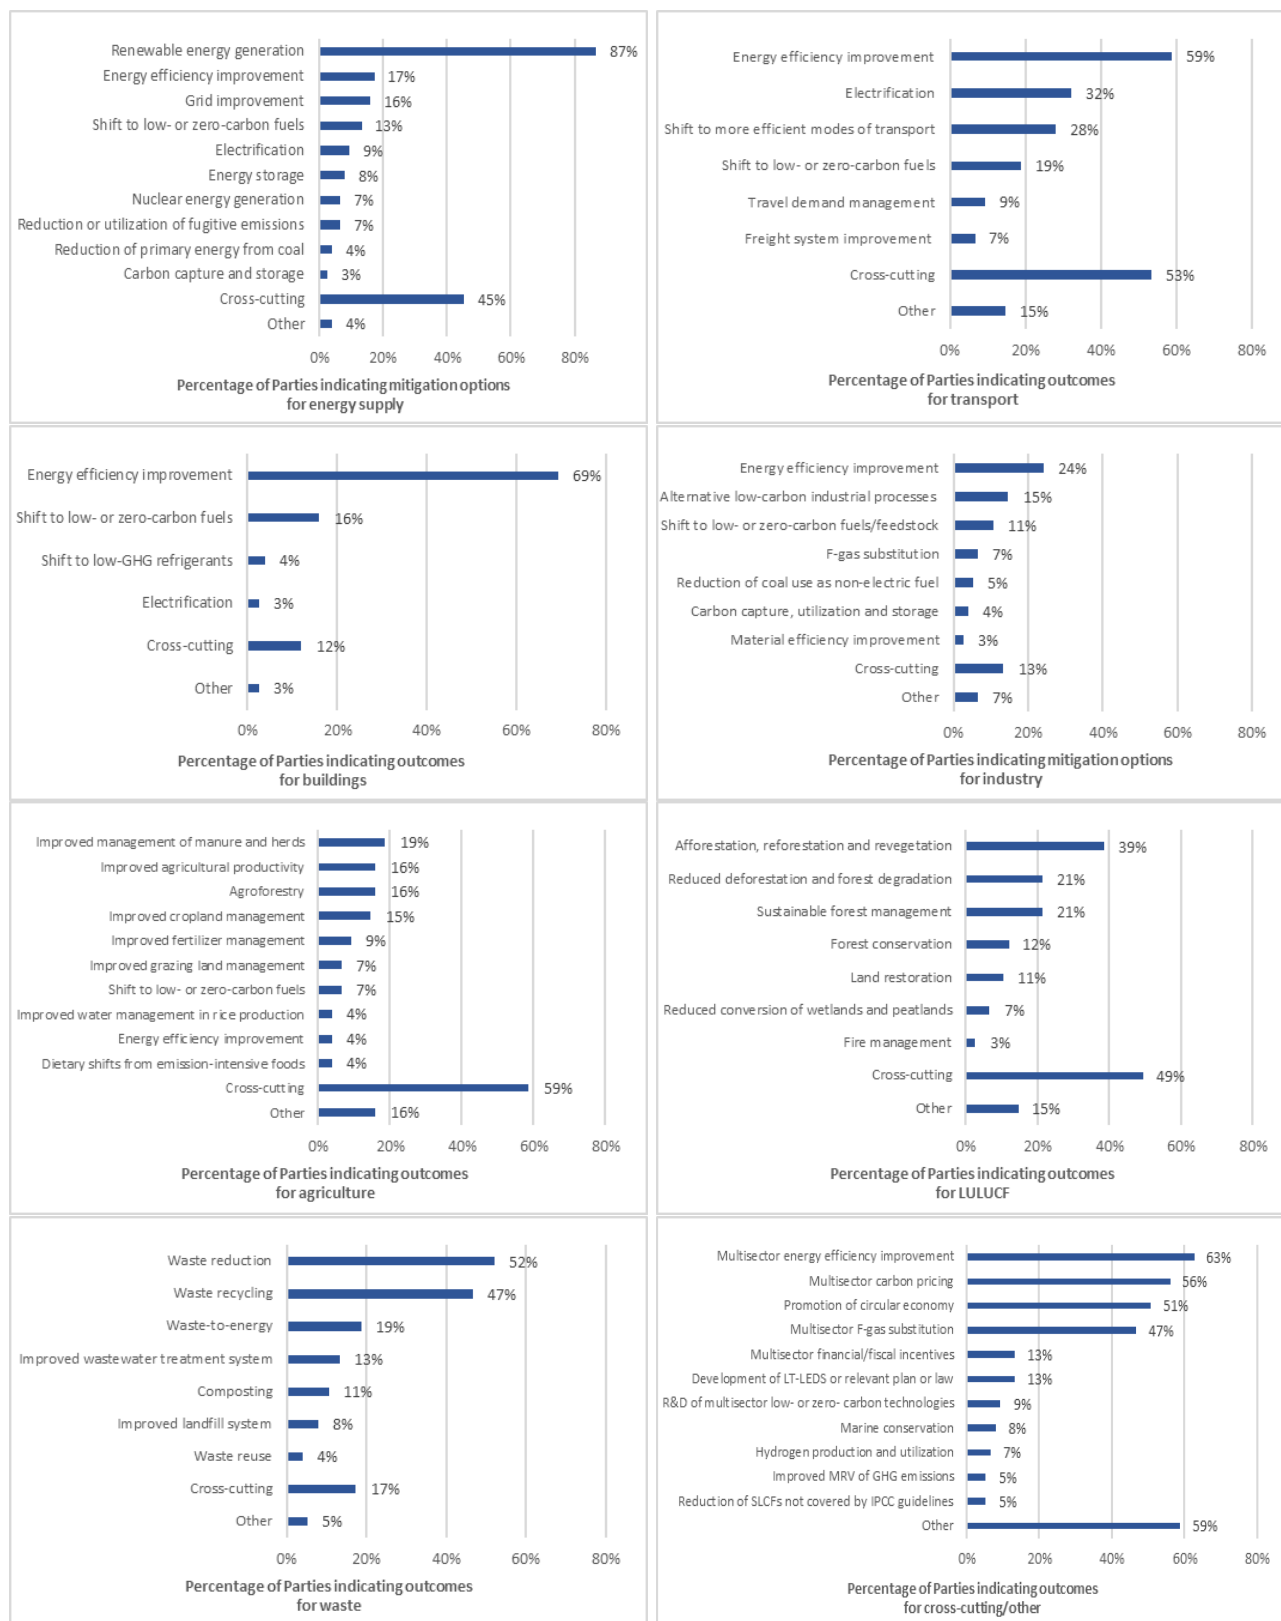 Renewable energy generation 87%
Energy efficiency improvement 17%
Grid improvement 16%
Shift to low- or zero-carbon fuels 13%
Electrification 9%
Energy storage 8%
Nuclear energy generation 7%
Reduction or utilization of fugitive emissions 7%
Reduction of primary energy from coal 4%
Carbon capture and storage 3%
Cross-cutting 45%
Other 4%
0% 20% 40% 60% 80%
Percentage of Parties indicating mitigation options
for energy supply
Energy efficiency improvement 59%
Electrification 32%
Shift to more efficient modes of transport 28%
Shift to low- or zero-carbon fuels 19%
Travel demand management 9%
Freight system improvement 7%
Cross-cutting 53%
Other 15%
0% 20% 40% 60% 80%
Percentage of Parties indicating outcomes
for transport
Energy efficiency improvement 69%
Shift to low- or zero-carbon fuels 16%
Shift to low-GHG refrigerants 4%
Electrification 3%
Cross-cutting 12%
Other 3%
0% 20% 40% 60% 80%
Percentage of Parties indicating outcomes
for buildings
Energy efficiency improvement 24%
Alternative low-carbon industrial processes 15%
Shift to low- or zero-carbon fuels/feedstock 11%
F-gas substitution 7%
Reduction of coal use as non-electric fuel 5%
Carbon capture, utilization and storage 4%
Material efficiency improvement 3%
Cross-cutting 13%
Other 7%
0% 20% 40% 60% 80%
Percentage of Parties indicating mitigation options
for industry
Improved management of manure and herds 19%
Improved agricultural productivity 16%
Agroforestry 16%
Improved cropland management 15%
Improved fertilizer management 9%
Improved grazing land management 7%
Shift to low- or zero-carbon fuels 7%
Improved water management in rice production 4%
Energy efficiency improvement 4%
Dietary shifts from emission-intensive foods 4%
Cross-cutting 59%
Other 16%
0% 20% 40% 60% 80%
Percentage of Parties indicating outcomes
for agriculture
Afforestation, reforestation and revegetation 39%
Reduced deforestation and forest degradation 21%
Sustainable forest management 21%
Forest conservation 12%
Land restoration 11%
Reduced conversion of wetlands and peatlands 7%
Fire management 3%
Cross-cutting 49%
Other 15%
0% 20% 40% 60% 80%
Percentage of Parties indicating outcomes
for LULUCF
Waste reduction 52%
Waste recycling 47%
Waste-to-energy 19%
Improved wastewater treatment system 13%
Composting 11%
Improved landfill system 8%
Waste reuse 4%
Cross-cutting 17%
Other 5%
0% 20% 40% 60% 80%
Percentage of Parties indicating outcomes
for waste
Multisector energy efficiency improvement 63%
Multisector carbon pricing 56%
Promotion of circular economy 51%
Multisector F-gas substitution 47%
Multisector financial/fiscal incentives 13%
Development of LT-LEDS or relevant plan or law 13%
R&D of multisector low- or zero- carbon technologies 9%
Marine conservation 8%
Hydrogen production and utilization 7%
Improved MRV of GHG emissions 5%
Reduction of SLCFs not covered by IPCC guidelines 5%
Other 59%
0% 20% 40% 60% 80%
Percentage of Parties indicating outcomes
for cross-cutting/other